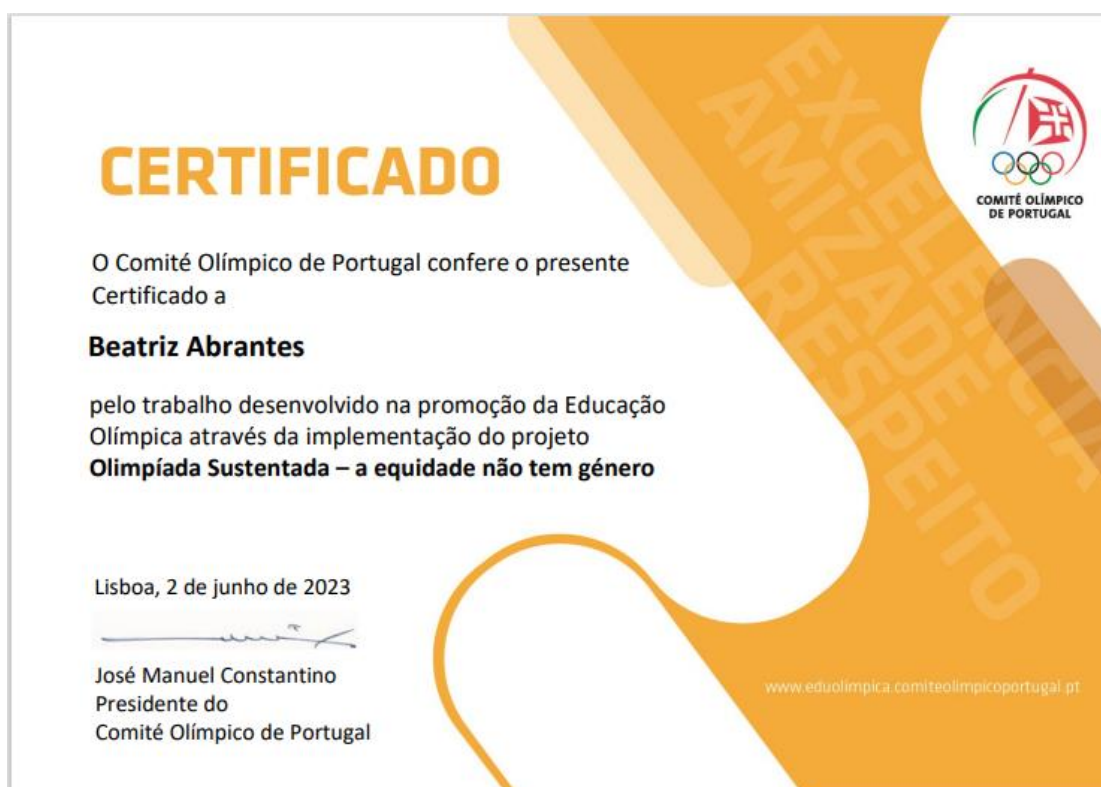 CERTIFICADO
O Comité Olímpico de Portugal confere o presente
Certificado a
Beatriz Abrantes
pelo trabalho desenvolvido na promoção da Educação
Olímpica através da implementação do projeto
Olimpíada Sustentada – a equidade não tem género
Lisboa, 2 de junho de 2023
José Manuel Constantino
Presidente do
Comité Olímpico de Portugal
EXCELÊNCIA
AMIZADE
RESPEITO
COMITÉ OLÍMPICO
DE PORTUGAL
www.eduolimpica.comiteolimpicoportugal.pt